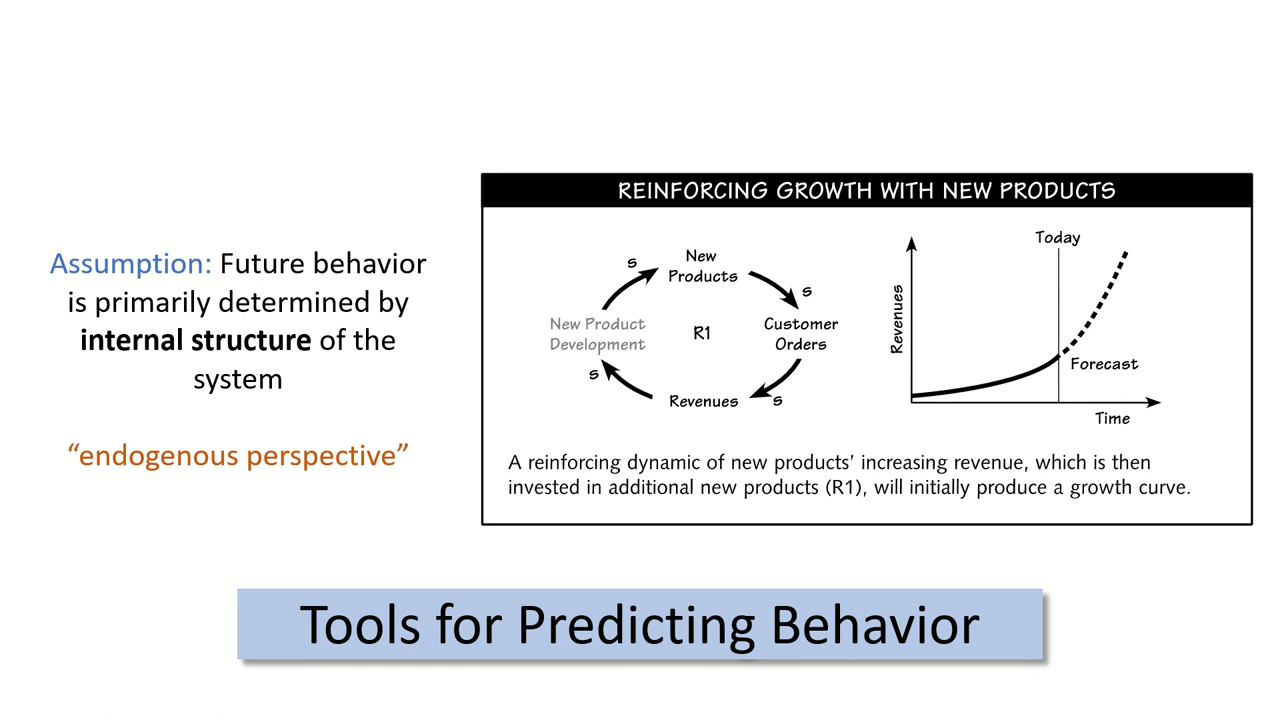 Assumption: Future behavior
is primarily determined by
internal structure of the
system
“endogenous perspective”
REINFORCING GROWTH WITH NEW PRODUCTS
New
Products
s
s
New Product
Development
R1
Customer
Orders
s
s
Revenues
Today
Revenues
Forecast
Time
A reinforcing dynamic of new products’ increasing revenue, which is then
invested in additional new products (R1), will initially produce a growth curve.
Tools for Predicting Behavior